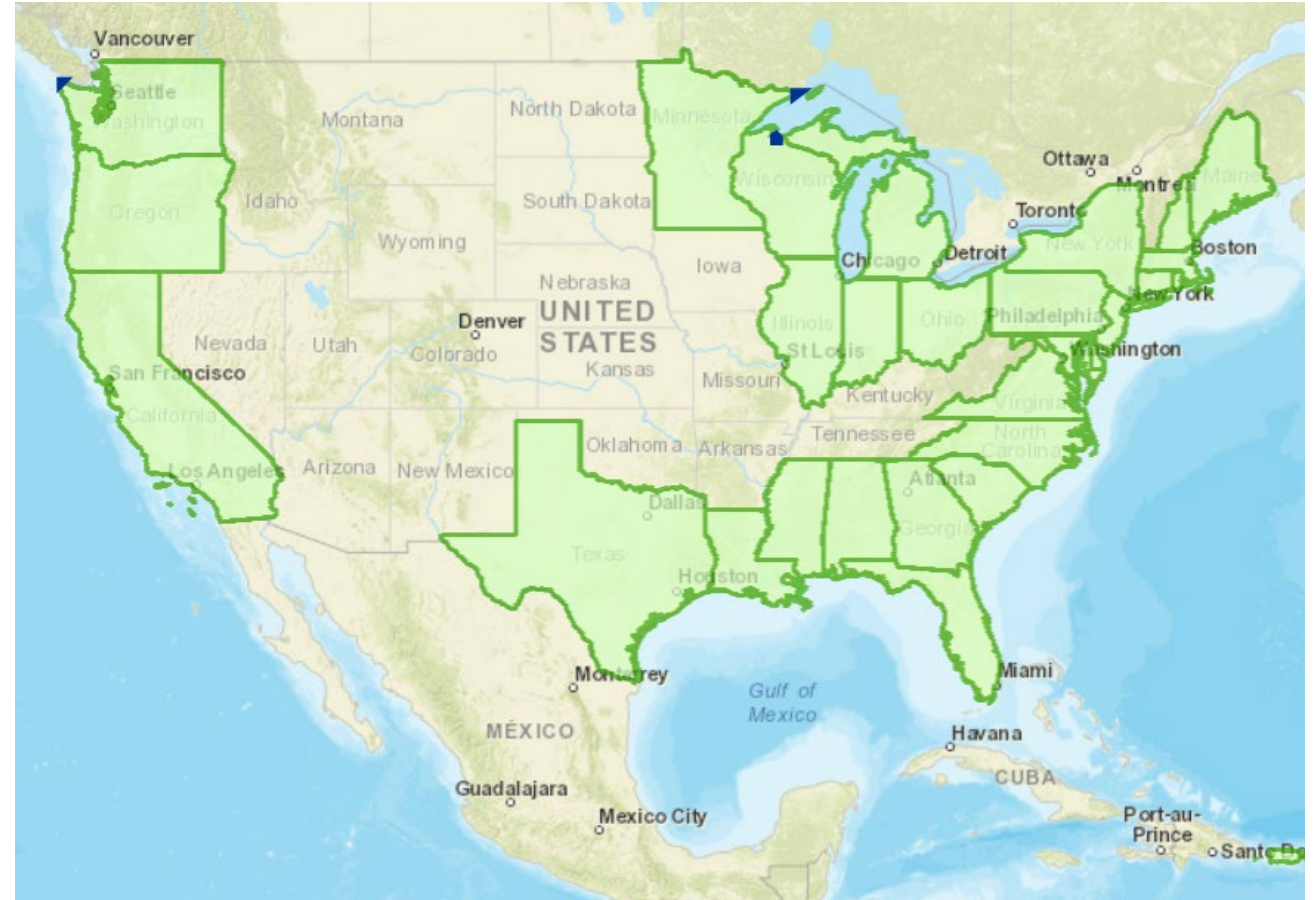 Vancouver
Seattle
Washington
Montana
North Dakota
Minnesota
Ottawa
Montreal
Maine
Oregon
Idaho
South Dakota
Wisconsin
Toronto
Wyoming
New York
Boston
Iowa
Chicago
Detroit
Nebraska
New York
UNITED
STATES
Denver
Illinois
Ohio
Philadelphia
Nevada
Utah
Colorado
Kansas
St Louis
Washington
San Francisco
Missouri
Kentucky
Virginia
California
Oklahoma
Arkansas
Tennessee
North
Carolina
Los Angeles
Arizona
New Mexico
Atlanta
Dallas
Georgia
Texas
Houston
Monterrey
Gulf of
Mexico
Miami
MÉXICO
Havana
CUBA
Guadalajara
Mexico City
Port-au-
Prince
Santo Do